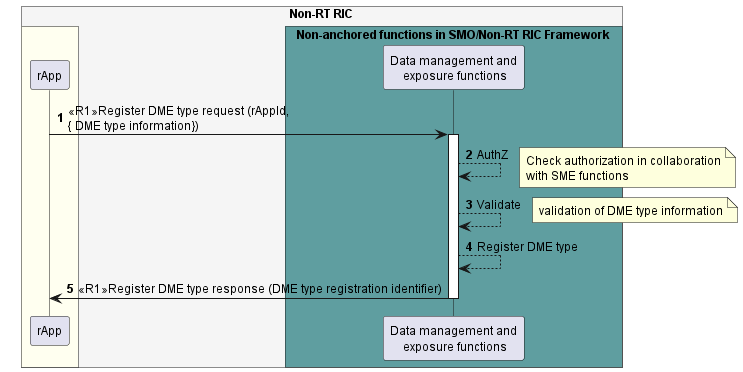 Non-RT RIC
Non-anchored functions in SMO/Non-RT RIC Framework
rApp
Data management and
exposure functions
1 «R1»Register DME type request (rAppId,
{ DME type information})
2 AuthZ
Check authorization in collaboration
with SME functions
3 Validate
validation of DME type information
4 Register DME type
5 «R1»Register DME type response (DME type registration identifier)
rApp
Data management and
exposure functions